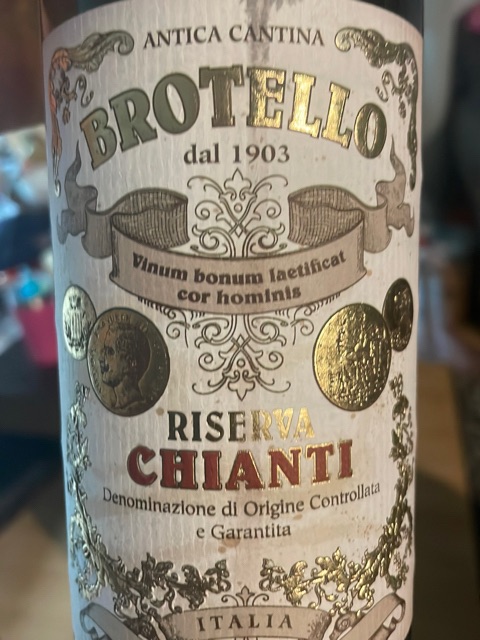 ANTICA CANTINA
BROTELLO
dal 1903
Vinum bonum laetificat
cor hominis
RISERVA
CHIANTI
Denominazione di Origine Controllata
e Garantita
ITALIA